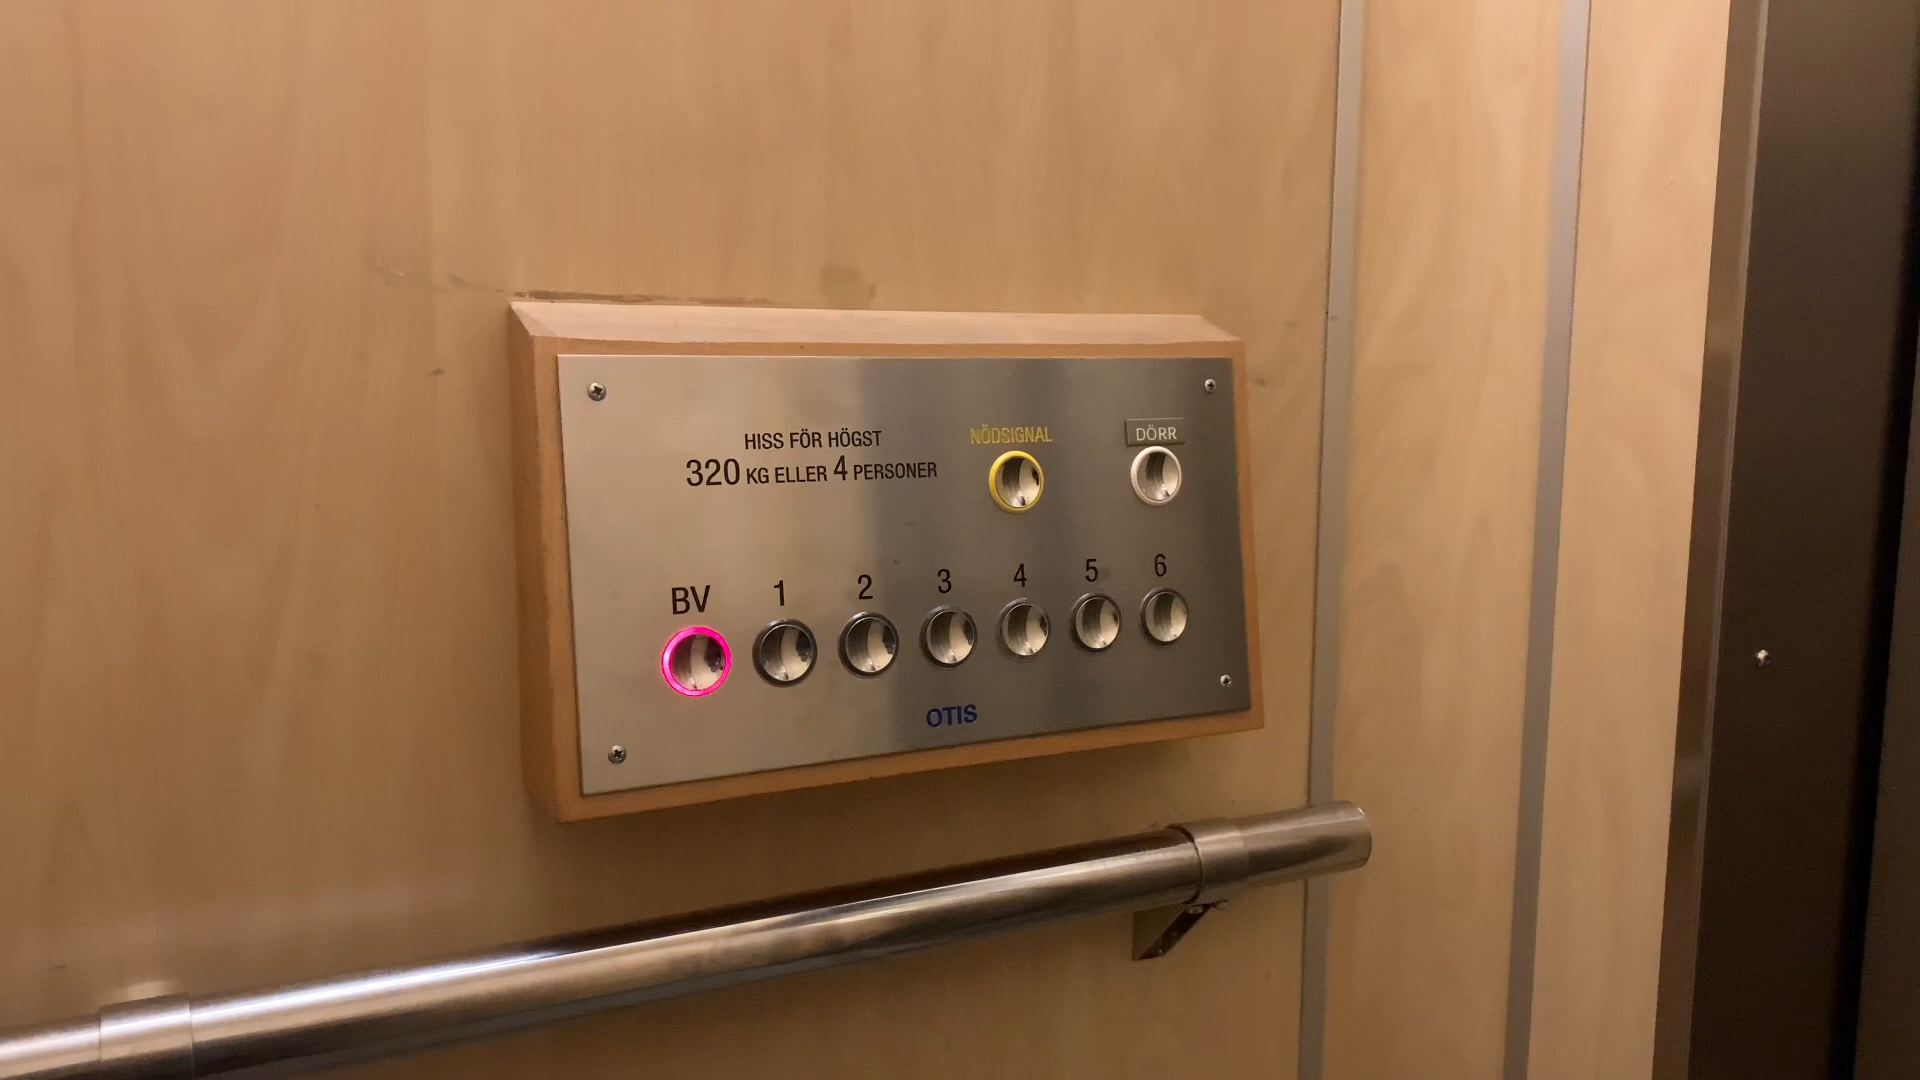 HISS FÖR HÖGST
320 KG ELLER 4 PERSONER
NÖDSIGNAL
DÖRR
BV 1 2 3 4 5 6
OTIS